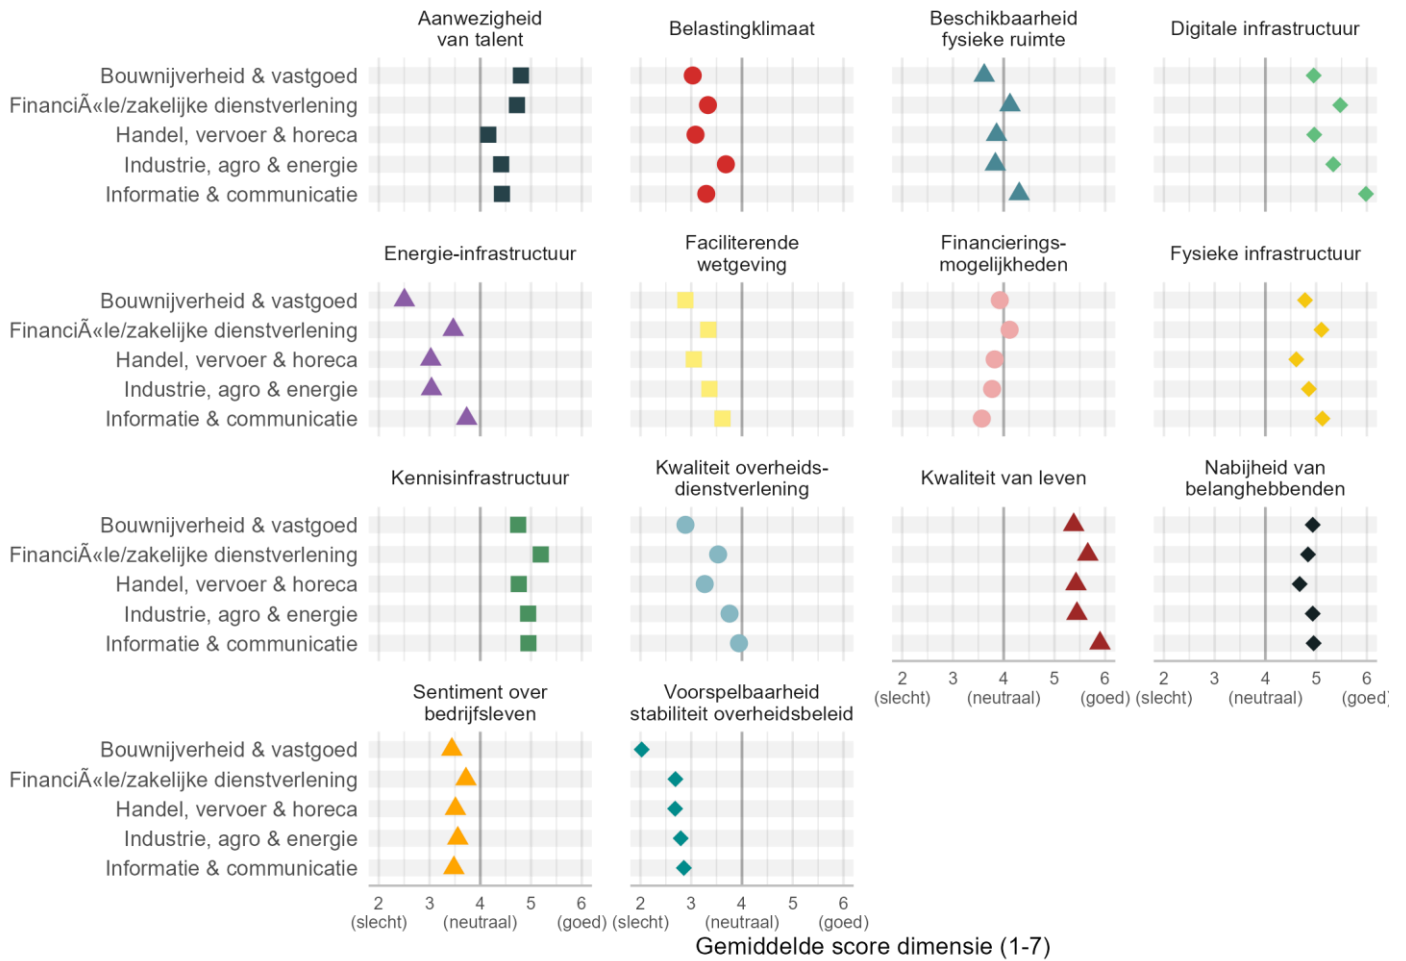 Aanwezigheid
van talent
Belastingklimaat
Beschikbaarheid
fysieke ruimte
Digitale infrastructuur
Bouwnijverheid & vastgoed
FinanciÃ«le/zakelijke dienstverlening
Handel, vervoer & horeca
Industrie, agro & energie
Informatie & communicatie
Energie-infrastructuur
Faciliterende
wetgeving
Financierings-
mogelijkheden
Fysieke infrastructuur
Bouwnijverheid & vastgoed
FinanciÃ«le/zakelijke dienstverlening
Handel, vervoer & horeca
Industrie, agro & energie
Informatie & communicatie
Kennisinfrastructuur
Kwaliteit overheids-
dienstverlening
Kwaliteit van leven
Nabijheid van
belanghebbenden
Bouwnijverheid & vastgoed
FinanciÃ«le/zakelijke dienstverlening
Handel, vervoer & horeca
Industrie, agro & energie
Informatie & communicatie
2 3 4 5 6 2 3 4 5 6
(slecht) (neutraal) (goed) (slecht) (neutraal) (goed)
Sentiment over
bedrijfsleven
Voorspelbaarheid
stabiliteit overheidsbeleid
Bouwnijverheid & vastgoed
FinanciÃ«le/zakelijke dienstverlening
Handel, vervoer & horeca
Industrie, agro & energie
Informatie & communicatie
2 3 4 5 6 2 3 4 5 6
(slecht) (neutraal) (goed) (slecht) (neutraal) (goed)
Gemiddelde score dimensie (1-7)